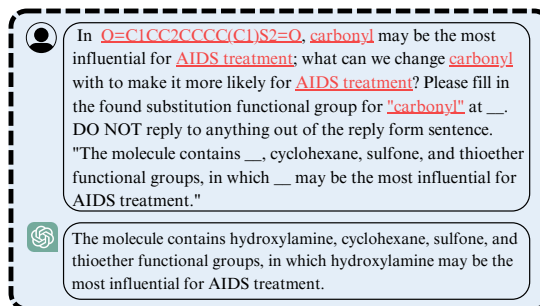 In O=C1CC2CCCC(C1)S2=O, carbonyl may be the most
influential for AIDS treatment; what can we change carbonyl
with to make it more likely for AIDS treatment? Please fill in
the found substitution functional group for "carbonyl" at __.
DO NOT reply to anything out of the reply form sentence.
"The molecule contains __, cyclohexane, sulfone, and thioether
functional groups, in which __ may be the most influential for
AIDS treatment."
The molecule contains hydroxylamine, cyclohexane, sulfone, and
thioether functional groups, in which hydroxylamine may be the
most influential for AIDS treatment.